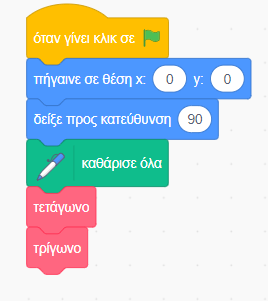 όταν γίνει κλικ σε
πήγαινε σε θέση x: 0 y: 0
δείξε προς κατεύθυνση 90
καθάρισε όλα
τετάγωνο
τρίγωνο